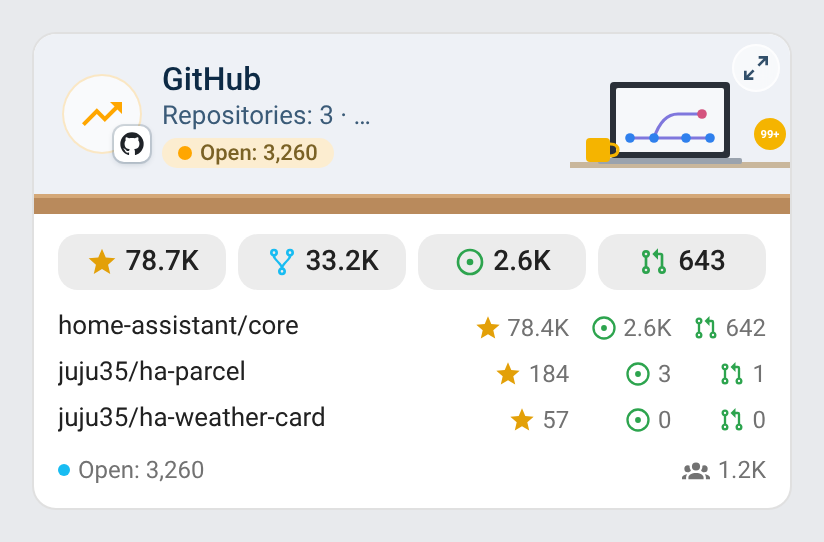 GitHub
Repositories: 3 · ...
Open: 3,260
99+
78.7K 33.2K 2.6K 643
home-assistant/core 78.4K 2.6K 642
juju35/ha-parcel 184 3 1
juju35/ha-weather-card 57 0 0
Open: 3,260 1.2K